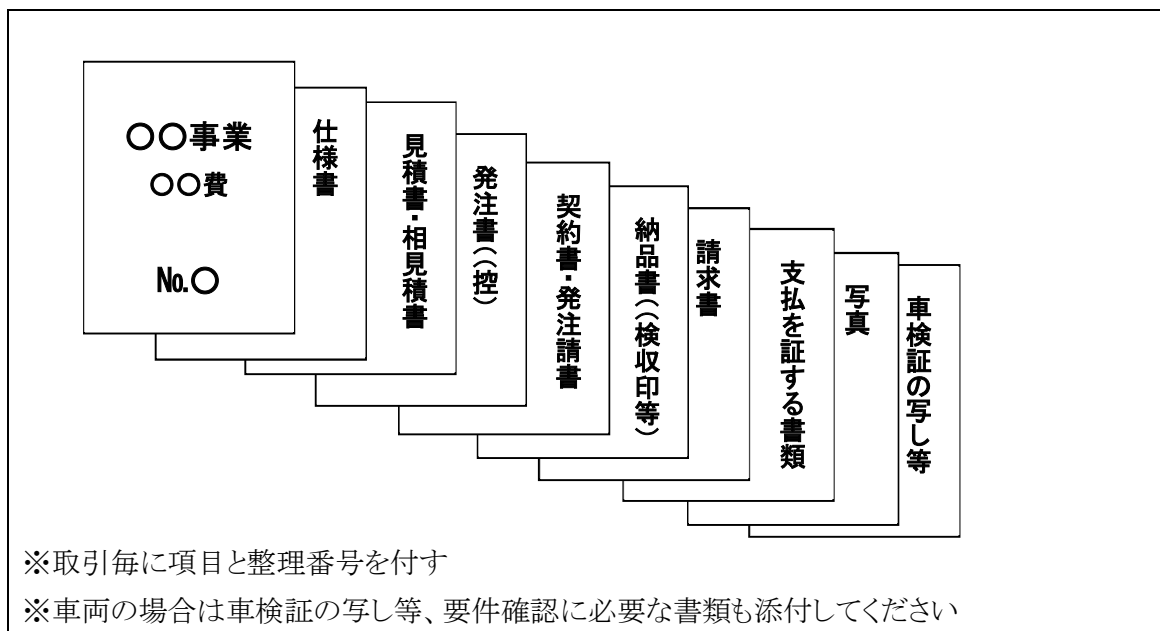 〇〇事業
〇〇費
No.〇
仕様書
見積書・相見積書
発注書((控)
契約書・発注請書
納品書((検収印等)
請求書
支払を証する書類
写真
車検証の写し等
※取引毎に項目と整理番号を付す
※車両の場合は車検証の写し等、要件確認に必要な書類も添付してください